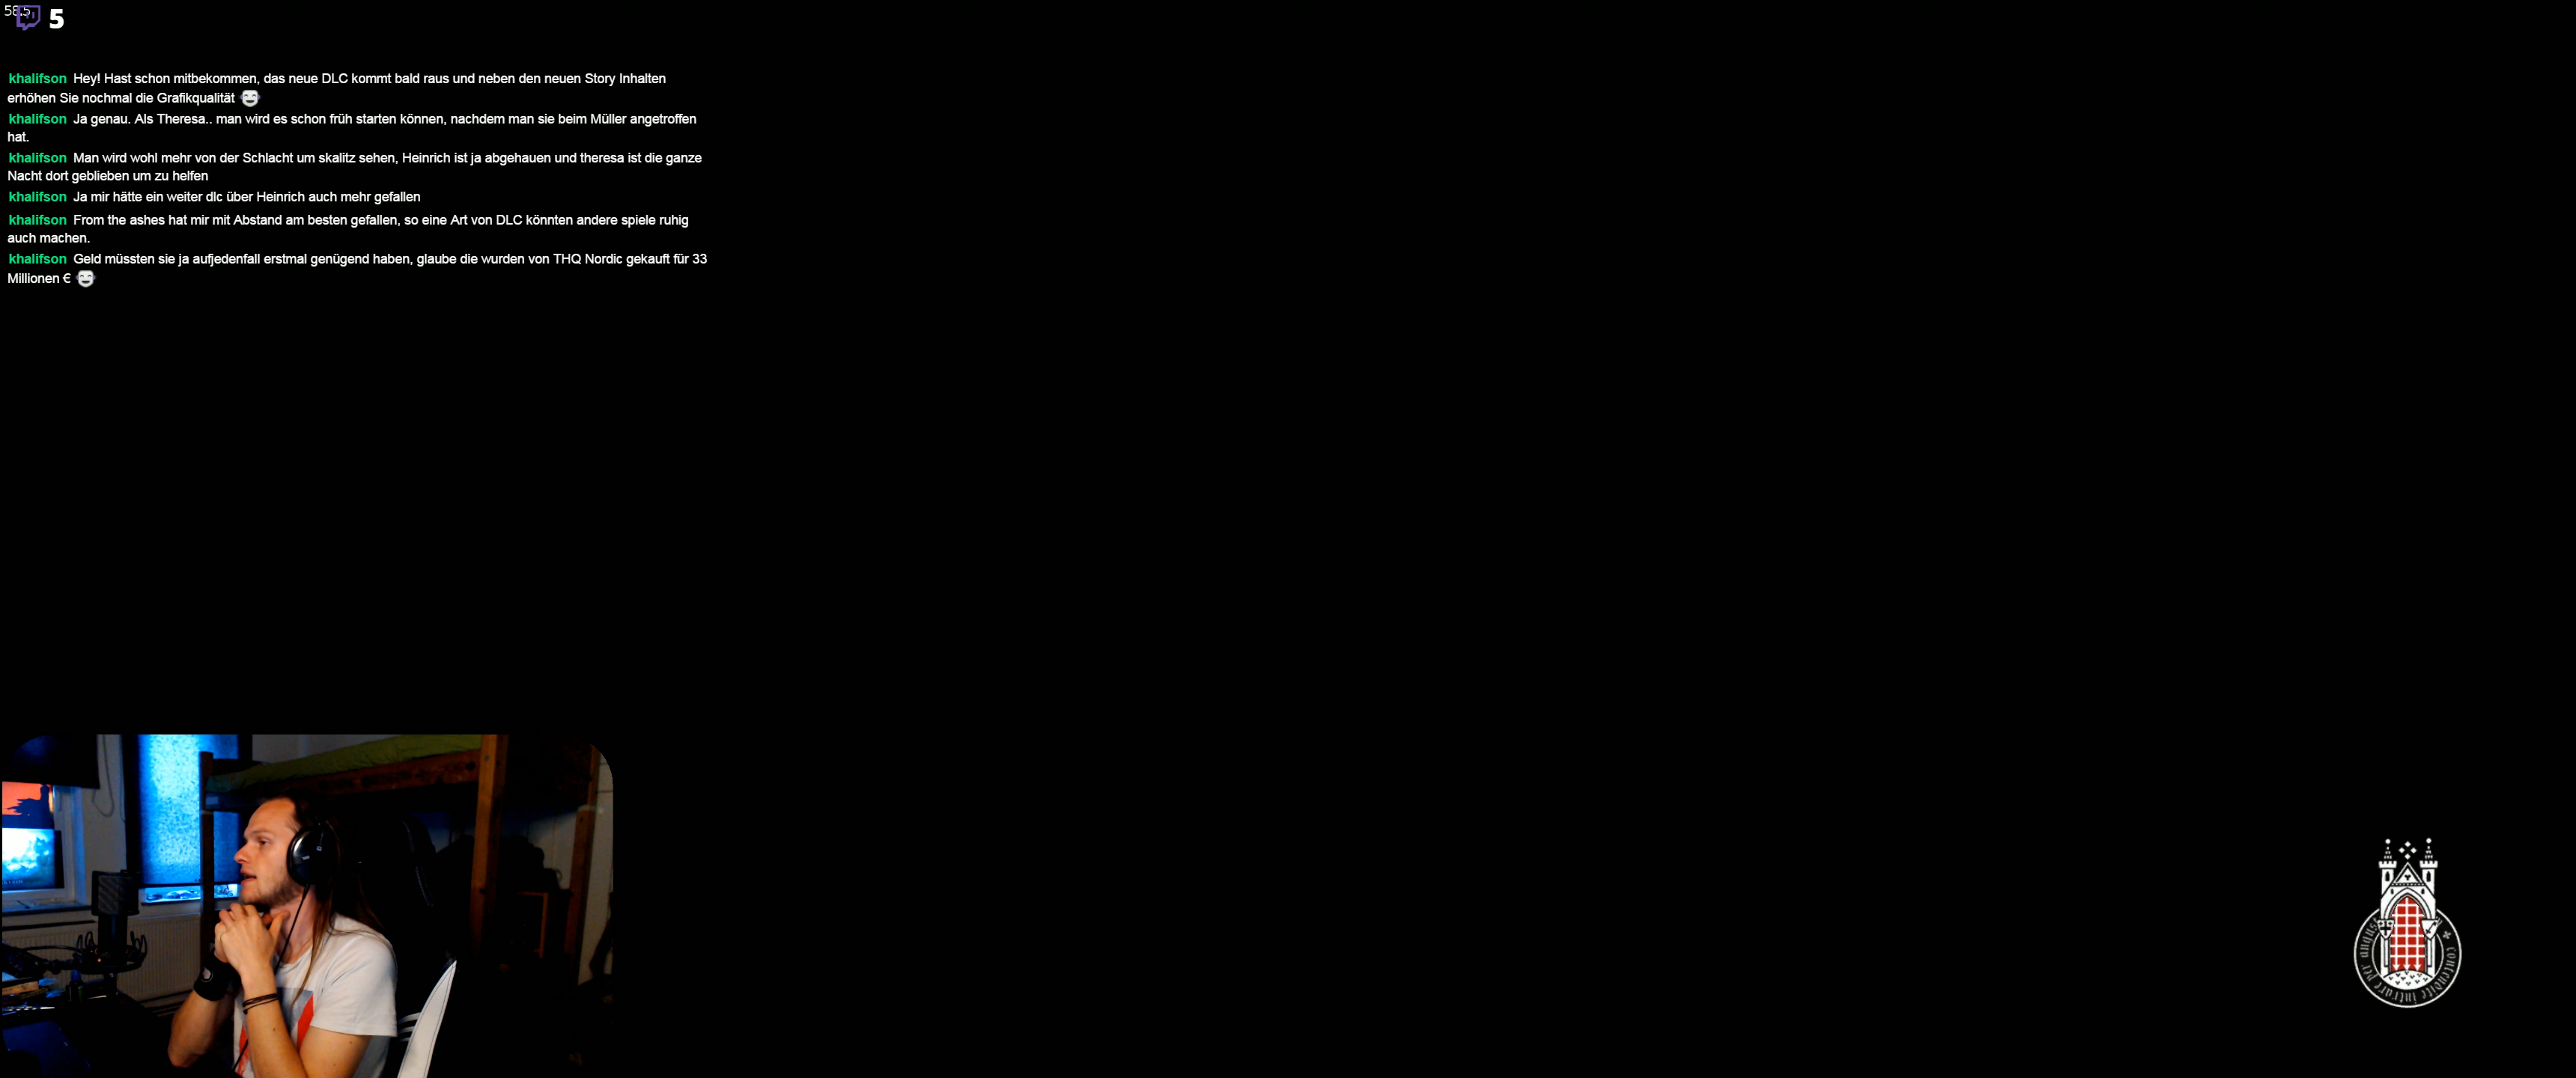 58.5
5
khalifson Hey! Hast schon mitbekommen, das neue DLC kommt bald raus und neben den neuen Story Inhalten
erhöhen Sie nochmal die Grafikqualität
khalifson Ja genau. Als Theresa.. man wird es schon früh starten können, nachdem man sie beim Müller angetroffen
hat.
khalifson Man wird wohl mehr von der Schlacht um skalitz sehen, Heinrich ist ja abgehauen und theresa ist die ganze
Nacht dort geblieben um zu helfen
khalifson Ja mir hätte ein weiter dlc über Heinrich auch mehr gefallen
khalifson From the ashes hat mir mit Abstand am besten gefallen, so eine Art von DLC könnten andere spiele ruhig
auch machen.
khalifson Geld müssten sie ja aufjedenfall erstmal genügend haben, glaube die wurden von THQ Nordic gekauft für 33
Millionen €
contendite intrare per